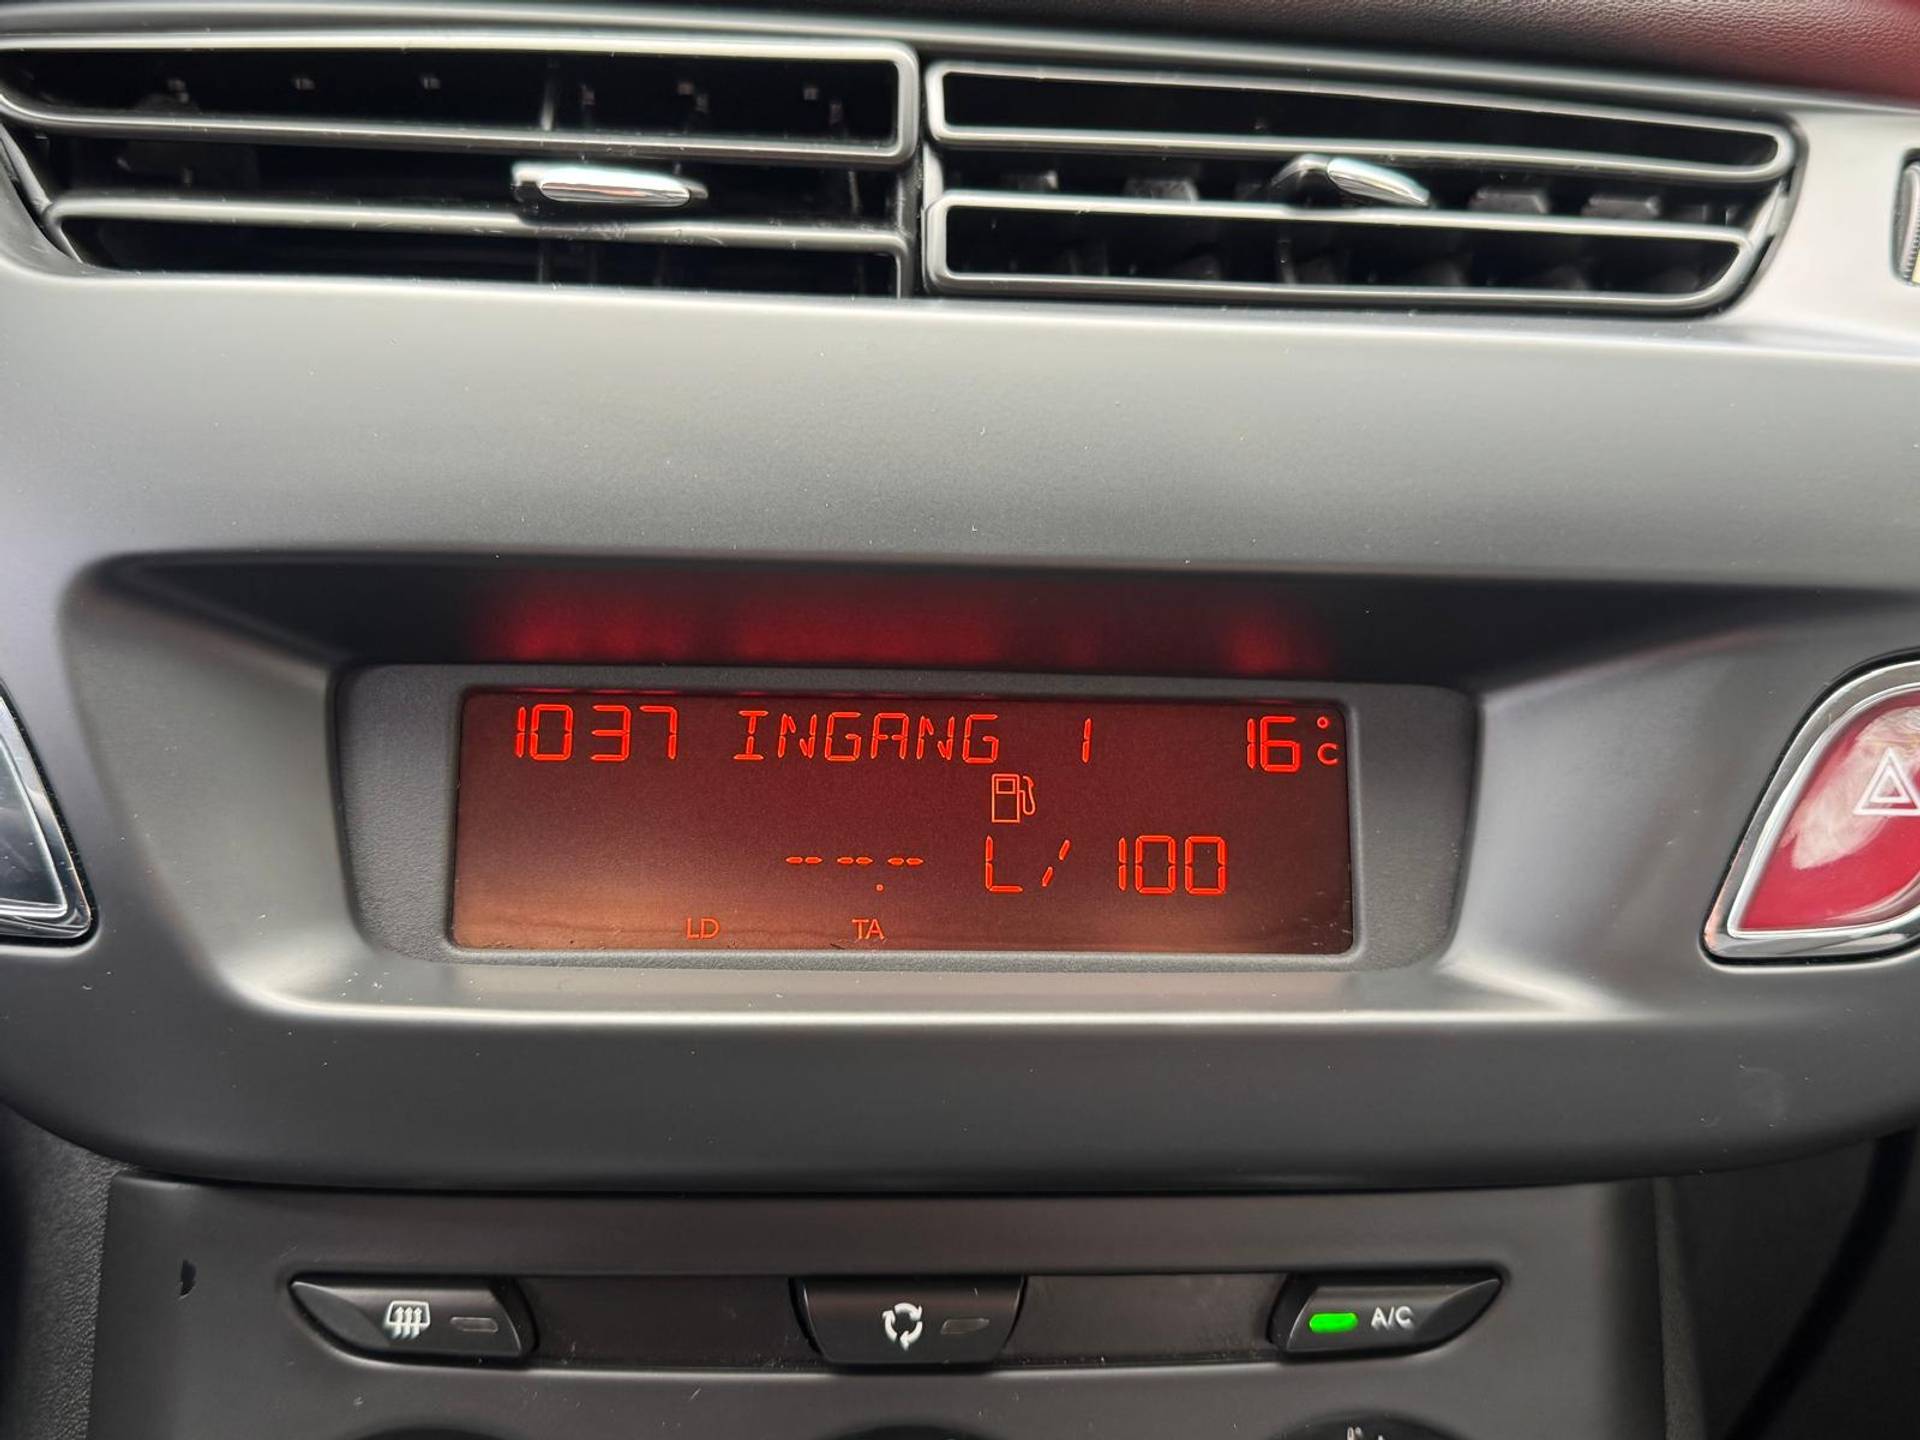 1037 INGANG 1 16°C
--.- L/100
LD TA
A/C